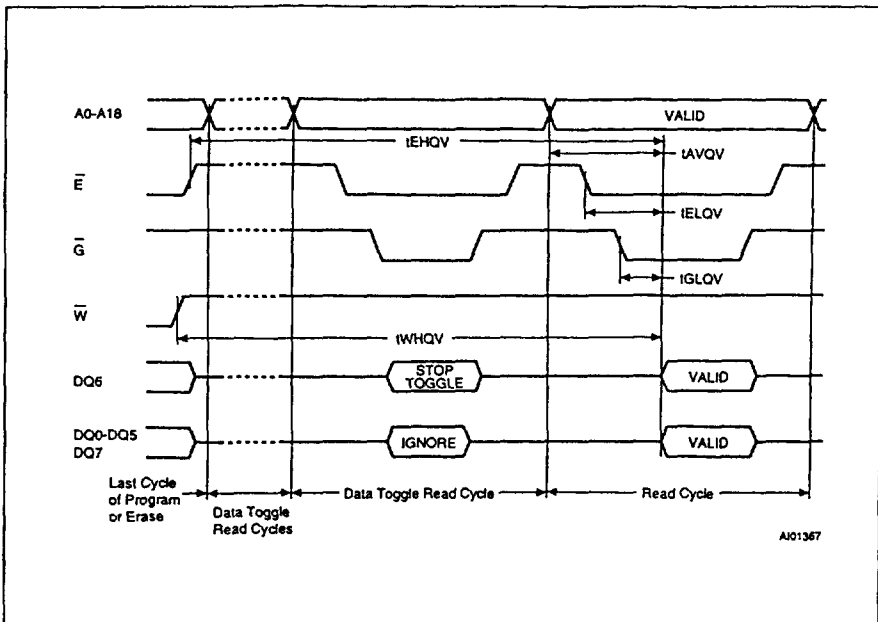 A0-A18
VALID
tEHQV
tAVQV
E
tELQV
G
tGLQV
W
tWHQV
DQ6
STOP
TOGGLE
VALID
DQ0-DQ5
DQ7
IGNORE
VALID
Last Cycle
of Program
or Erase
Data Toggle
Read Cycles
Data Toggle Read Cycle
Read Cycle
AI01367